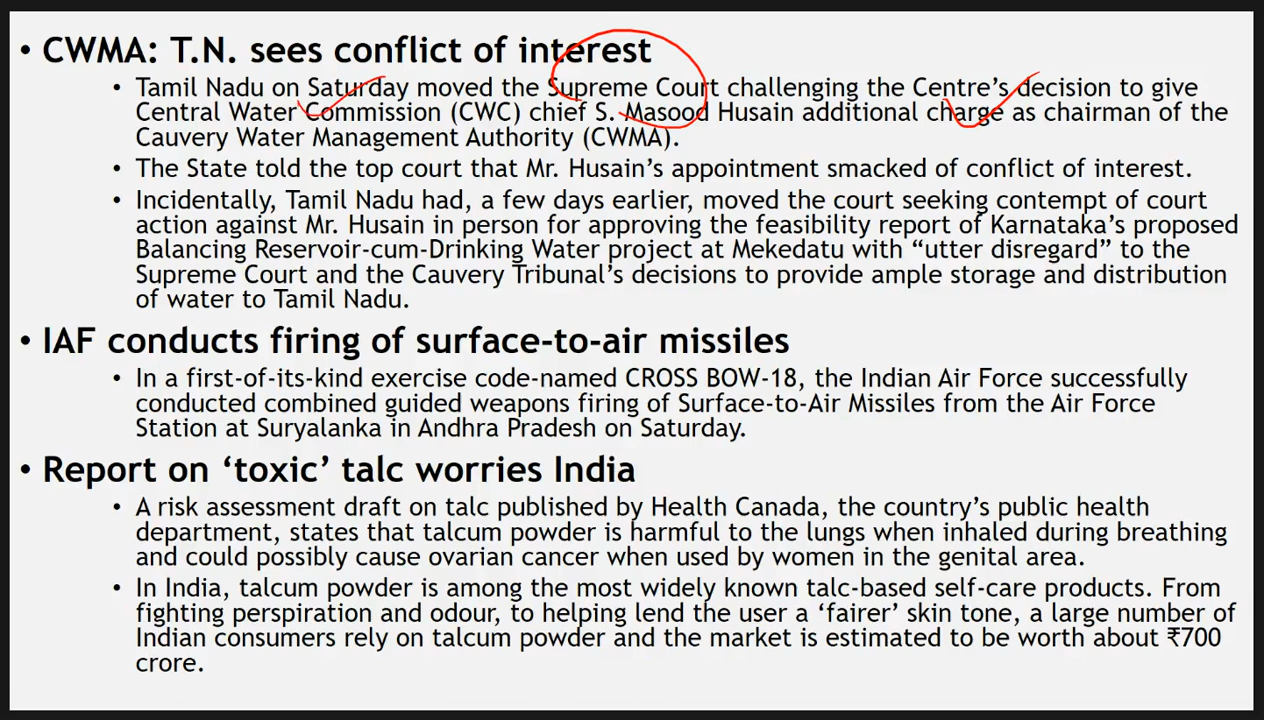 • CWMA: T.N. sees conflict of interest
• Tamil Nadu on Saturday moved the Supreme Court challenging the Centre's decision to give
Central Water Commission (CWC) chief S. Masood Husain additional charge as chairman of the
Cauvery Water Management Authority (CWMA).
• The State told the top court that Mr. Husain's appointment smacked of conflict of interest.
• Incidentally, Tamil Nadu had, a few days earlier, moved the court seeking contempt of court
action against Mr. Husain in person for approving the feasibility report of Karnataka's proposed
Balancing Reservoir-cum-Drinking Water project at Mekedatu with “utter disregard” to the
Supreme Court and the Cauvery Tribunal's decisions to provide ample storage and distribution
of water to Tamil Nadu.
• IAF conducts firing of surface-to-air missiles
• In a first-of-its-kind exercise code-named CROSS BOW-18, the Indian Air Force successfully
conducted combined guided weapons firing of Surface-to-Air Missiles from the Air Force
Station at Suryalanka in Andhra Pradesh on Saturday.
• Report on ‘toxic’ talc worries India
• A risk assessment draft on talc published by Health Canada, the country's public health
department, states that talcum powder is harmful to the lungs when inhaled during breathing
and could possibly cause ovarian cancer when used by women in the genital area.
• In India, talcum powder is among the most widely known talc-based self-care products. From
fighting perspiration and odour, to helping lend the user a ‘fairer’ skin tone, a large number of
Indian consumers rely on talcum powder and the market is estimated to be worth about ₹700
crore.